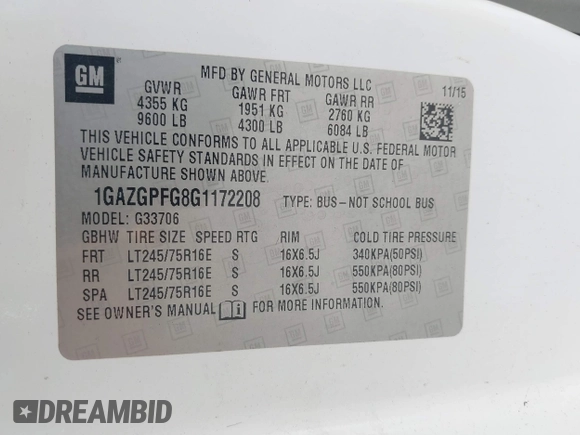 GM
MFD BY GENERAL MOTORS LLC
11/15
GVWR GAWR FRT GAWR RR
4355 KG 1951 KG 2760 KG
9600 LB 4300 LB 6084 LB
THIS VEHICLE CONFORMS TO ALL APPLICABLE U.S. FEDERAL MOTOR
VEHICLE SAFETY STANDARDS IN EFFECT ON THE DATE OF
MANUFACTURE SHOWN ABOVE.
1GAZGPFG8G1172208 TYPE: BUS-NOT SCHOOL BUS
MODEL: G33706
GBHW TIRE SIZE SPEED RTG RIM COLD TIRE PRESSURE
FRT LT245/75R16E S 16X6.5J 340KPA(50PSI)
RR LT245/75R16E S 16X6.5J 550KPA(80PSI)
SPA LT245/75R16E S 16X6.5J 550KPA(80PSI)
SEE OWNER'S MANUAL FOR MORE INFORMATION
DREAMBID